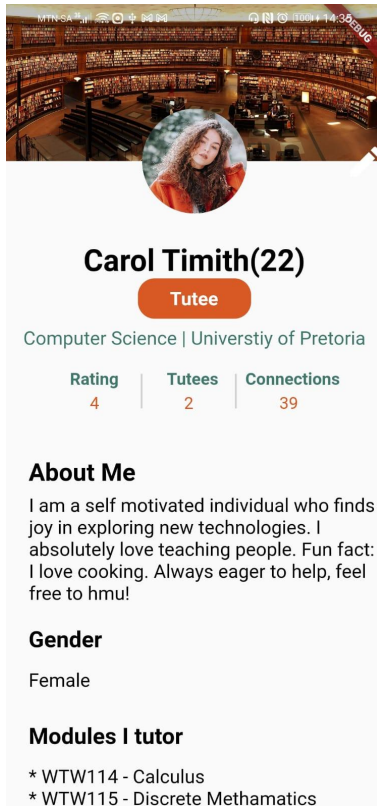 MTN-SA 14:38
DEBUG
Carol Timith(22)
Tutee
Computer Science | Universtiy of Pretoria
Rating Tutees Connections
4 2 39
About Me
I am a self motivated individual who finds
joy in exploring new technologies. I
absolutely love teaching people. Fun fact:
I love cooking. Always eager to help, feel
free to hmu!
Gender
Female
Modules I tutor
* WTW114 - Calculus
* WTW115 - Discrete Methamatics